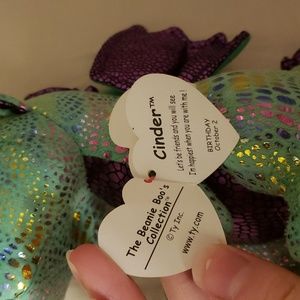 Cinder™
Let's be friends and you will see
I'm happiest when you are with me!
BIRTHDAY
October 2
The Beanie Boo's
Collection™
© Ty Inc.
www.ty.com